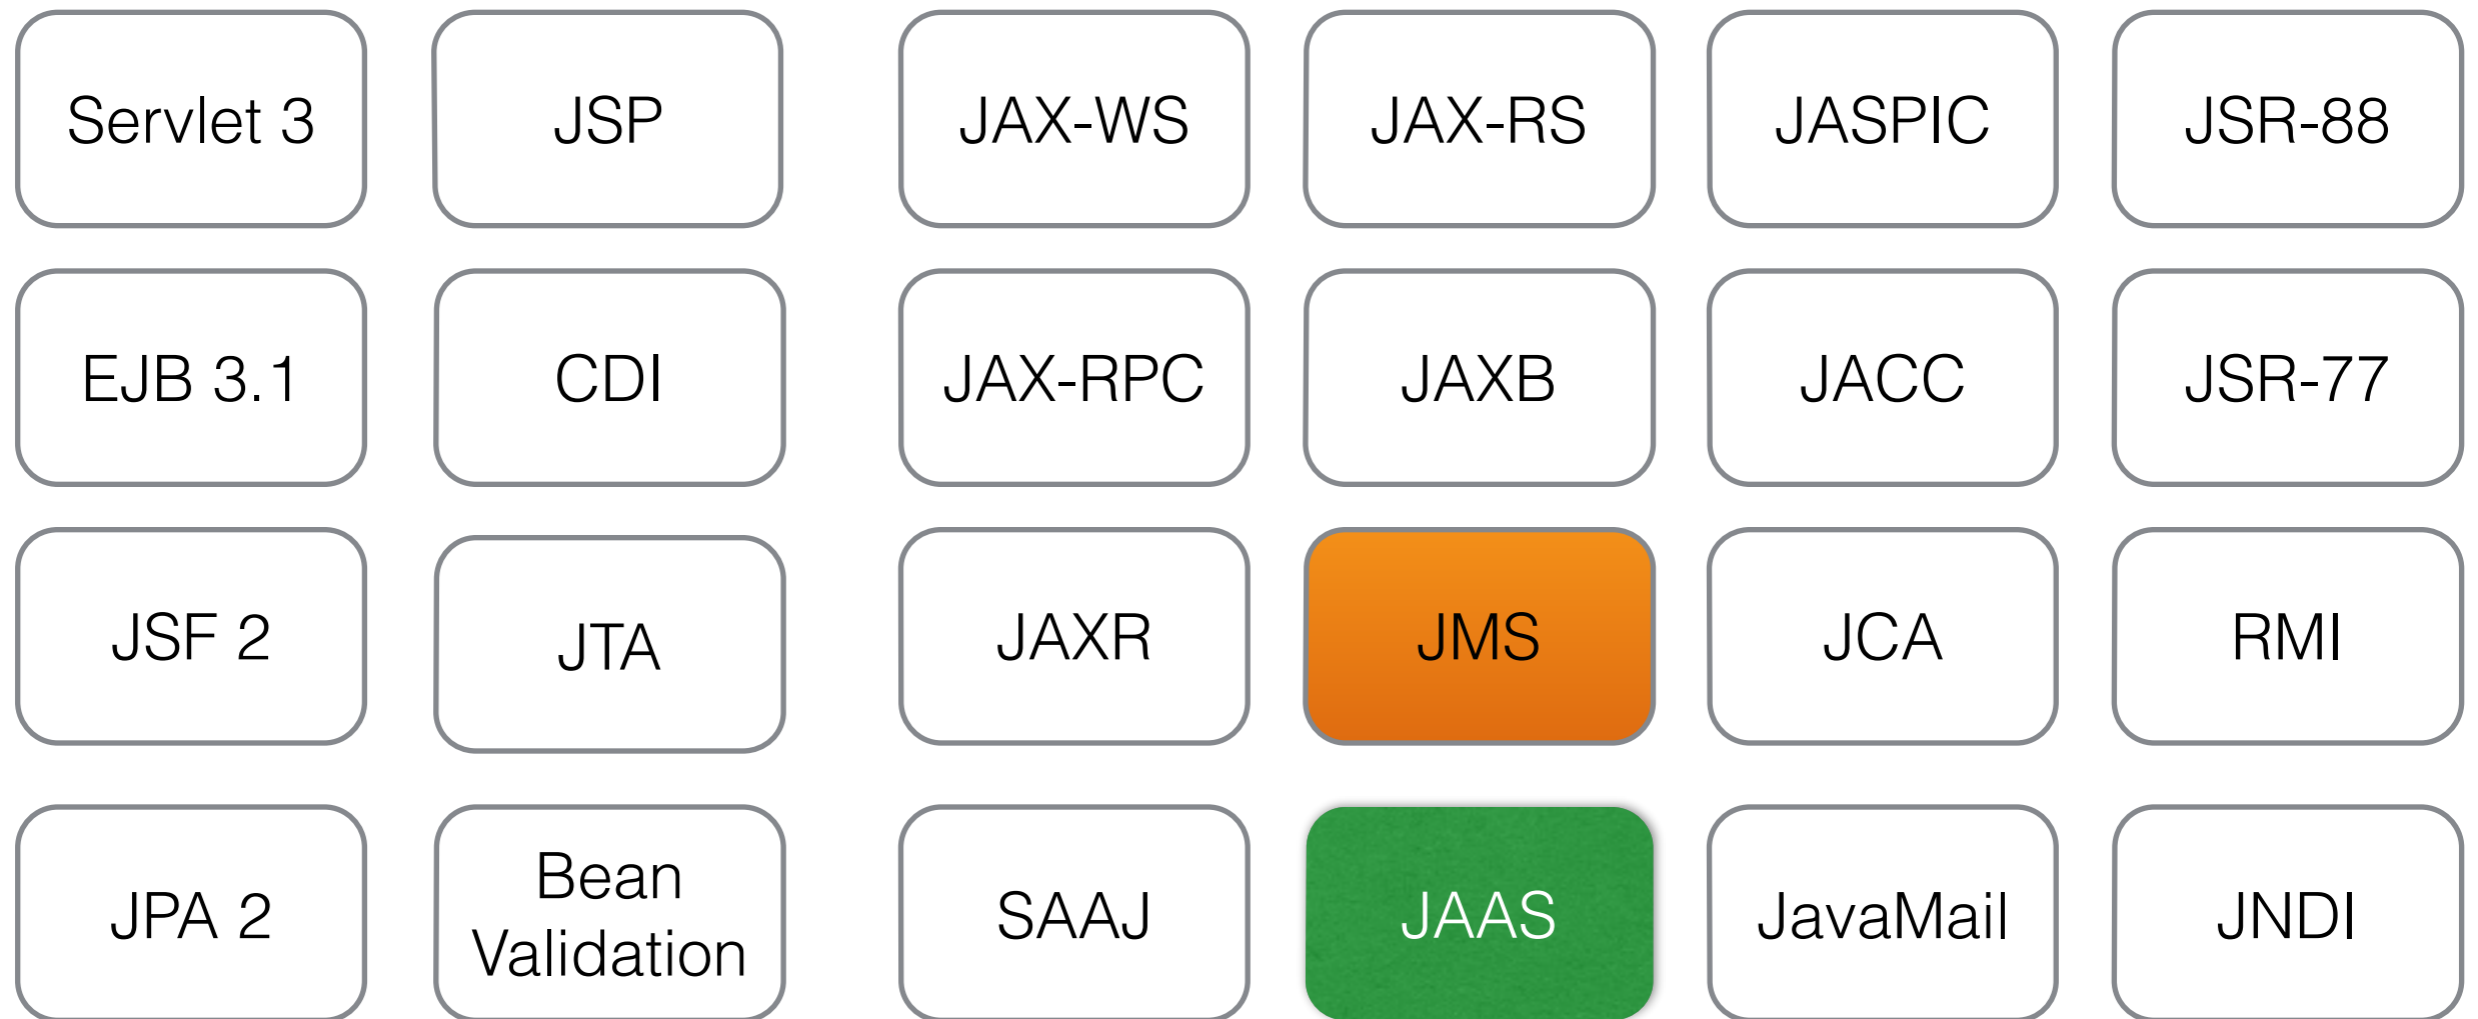 Servlet 3
JSP
JAX-WS
JAX-RS
JASPIC
JSR-88
EJB 3.1
CDI
JAX-RPC
JAXB
JACC
JSR-77
JSF 2
JTA
JAXR
JMS
JCA
RMI
JPA 2
Bean
Validation
SAAJ
JAAS
JavaMail
JNDI